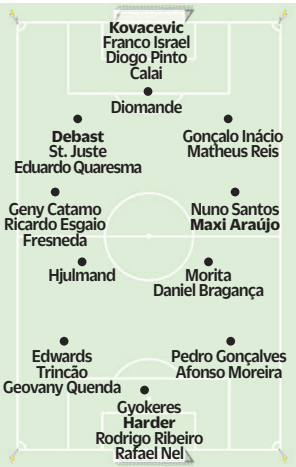 Kovacevic
Franco Israel
Diogo Pinto
Calai
Diomande
Debast
St. Juste
Eduardo Quaresma
Gonçalo Inácio
Matheus Reis
Geny Catamo
Ricardo Esgaio
Fresneda
Nuno Santos
Maxi Araújo
Hjulmand
Morita
Daniel Bragança
Edwards
Trincão
Geovany Quenda
Pedro Gonçalves
Afonso Moreira
Gyokeres
Harder
Rodrigo Ribeiro
Rafael Nel